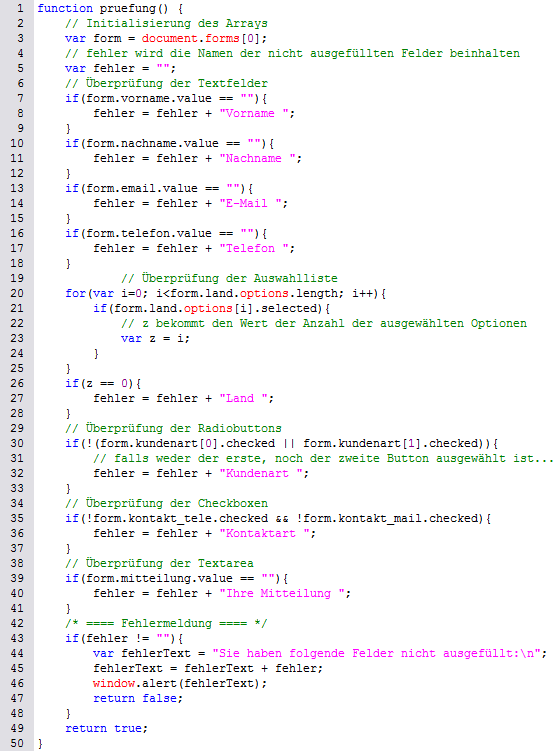 1 function pruefung() {
2 // Initialisierung des Arrays
3 var form = document.forms[0];
4 // fehler wird die Namen der nicht ausgefüllten Felder beinhalten
5 var fehler = "";
6 // Überprüfung der Textfelder
7 if(form.vorname.value == ""){
8 fehler = fehler + "Vorname ";
9 }
10 if(form.nachname.value == ""){
11 fehler = fehler + "Nachname ";
12 }
13 if(form.email.value == ""){
14 fehler = fehler + "E-Mail ";
15 }
16 if(form.telefon.value == ""){
17 fehler = fehler + "Telefon ";
18 }
19 // Überprüfung der Auswahlliste
20 for(var i=0; i<form.land.options.length; i++){
21 if(form.land.options[i].selected){
22 // z bekommt den Wert der Anzahl der ausgewählten Optionen
23 var z = i;
24 }
25 }
26 if(z == 0){
27 fehler = fehler + "Land ";
28 }
29 // Überprüfung der Radiobuttons
30 if(!(form.kundenart[0].checked || form.kundenart[1].checked)){
31 // falls weder der erste, noch der zweite Button ausgewählt ist...
32 fehler = fehler + "Kundenart ";
33 }
34 // Überprüfung der Checkboxen
35 if(!form.kontakt_tele.checked && !form.kontakt_mail.checked){
36 fehler = fehler + "Kontaktart ";
37 }
38 // Überprüfung der Textarea
39 if(form.mitteilung.value == ""){
40 fehler = fehler + "Ihre Mitteilung ";
41 }
42 /* ==== Fehlermeldung ==== */
43 if(fehler != ""){
44 var fehlerText = "Sie haben folgende Felder nicht ausgefüllt:\n";
45 fehlerText = fehlerText + fehler;
46 window.alert(fehlerText);
47 return false;
48 }
49 return true;
50 }